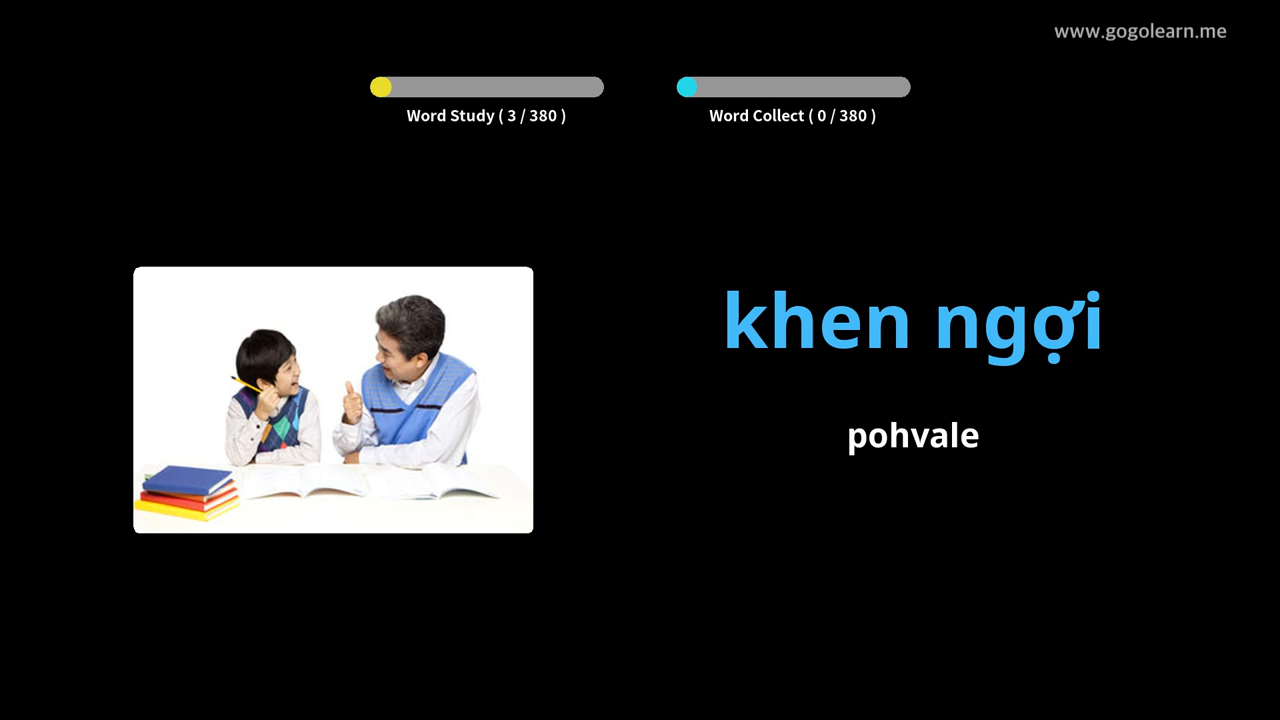 www.gogolearn.me
Word Study ( 3 / 380 )
Word Collect ( 0 / 380 )
khen ngợi
pohvale